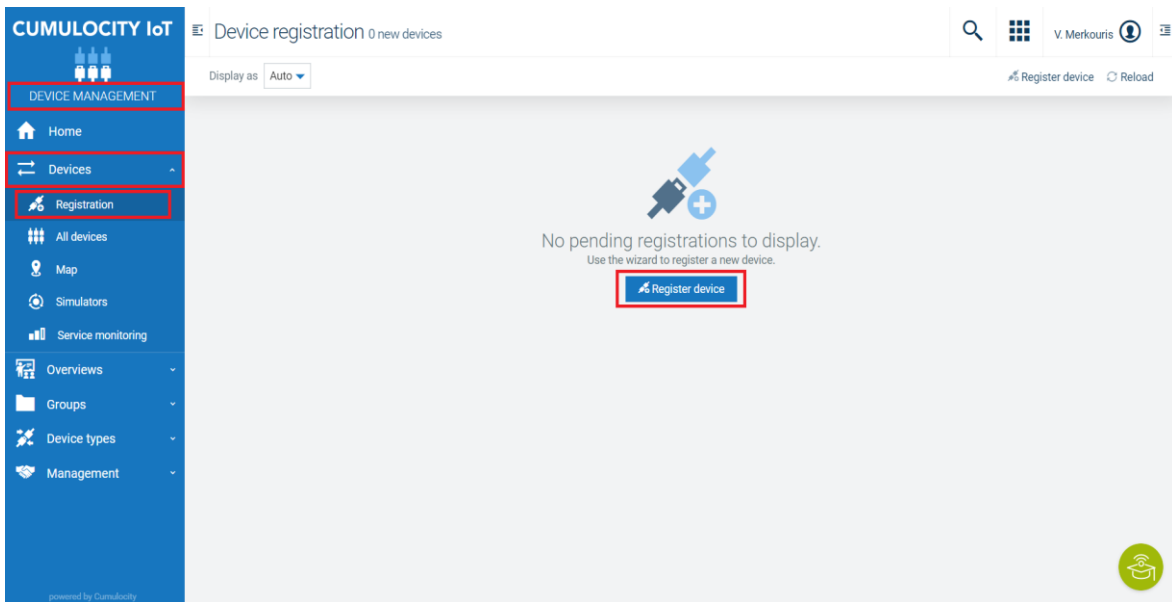 CUMULOCITY IoT
DEVICE MANAGEMENT
Home
Devices
Registration
All devices
Map
Simulators
Service monitoring
Overviews
Groups
Device types
Management
powered by Cumulocity
Device registration 0 new devices
V. Merkouris
Display as Auto
Register device Reload
No pending registrations to display.
Use the wizard to register a new device.
Register device